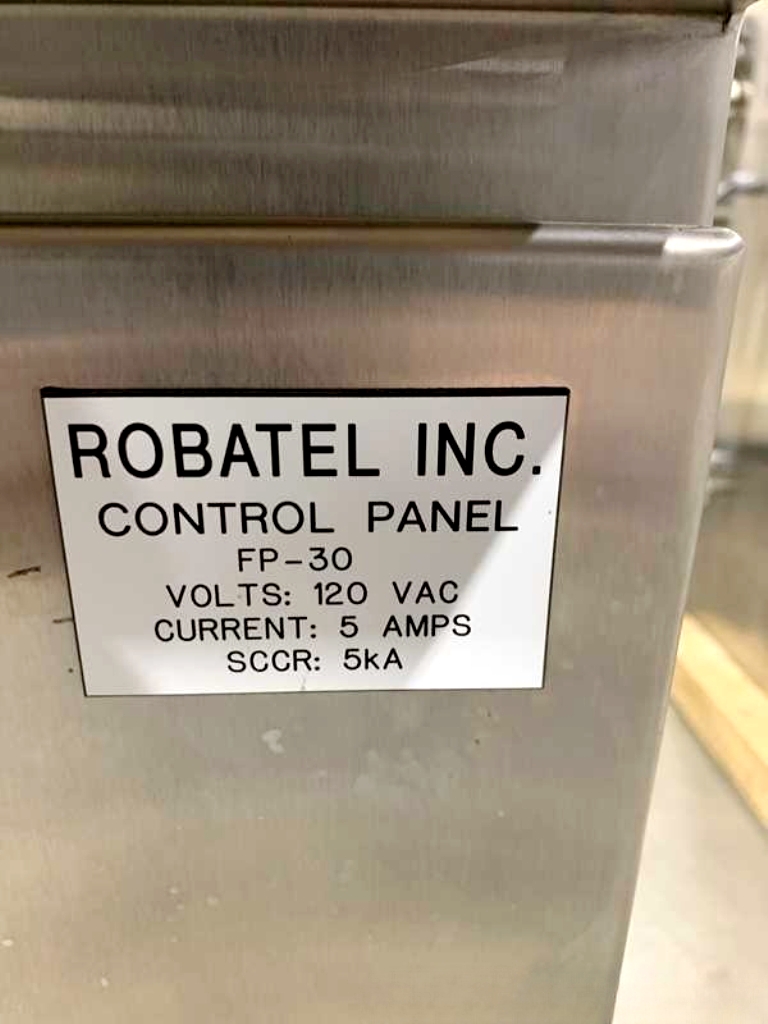 ROBATEL INC.
CONTROL PANEL
FP-30
VOLTS: 120 VAC
CURRENT: 5 AMPS
SCCR: 5kA